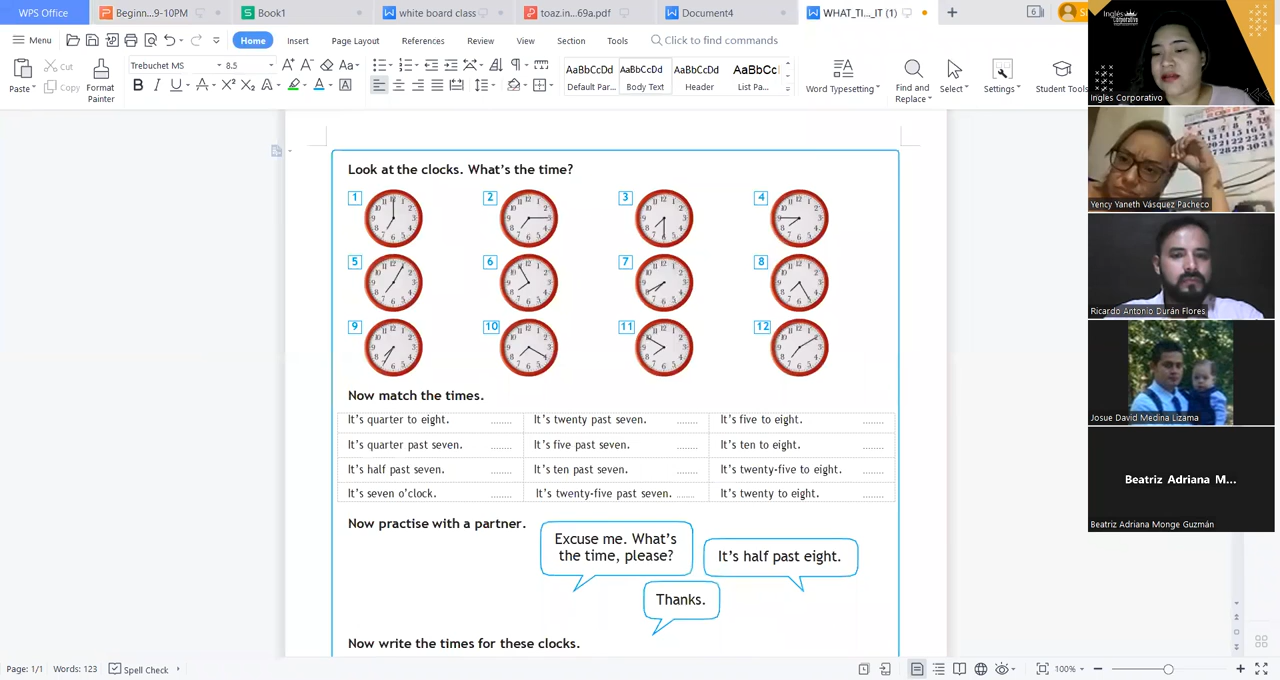 WPS Office
Beginn...9-10PM
Book1
white board class
toaz.in...69a.pdf
Document4
WHAT_TI..._IT (1)
Menu
Home
Insert
Page Layout
References
Review
View
Section
Tools
Click to find commands
Paste
Cut
Copy
Format
Painter
Trebuchet MS
8.5
AaBbCcDd
Default Par...
AaBbCcDd
Body Text
AaBbCcDd
Header
AaBbCc
List Pa...
Word Typesetting
Find and
Replace
Select
Settings
Student Tools
Look at the clocks. What's the time?
1
2
3
4
5
6
7
8
9
10
11
12
Now match the times.
It's quarter to eight. ........
It's twenty past seven. ........
It's five to eight. ........
It's quarter past seven. ........
It's five past seven. ........
It's ten to eight. ........
It's half past seven. ........
It's ten past seven. ........
It's twenty-five to eight. ........
It's seven o'clock. ........
It's twenty-five past seven. ........
It's twenty to eight. ........
Now practise with a partner.
Excuse me. What's
the time, please?
It's half past eight.
Thanks.
Now write the times for these clocks.
Page: 1/1
Words: 123
Spell Check
100%
Inglés
Corporativo
Ingles Corporativo
Yency Yaneth Vásquez Pacheco
Ricardo Antonio Durán Flores
Josue David Medina Lizama
Beatriz Adriana M...
Beatriz Adriana Monge Guzmán